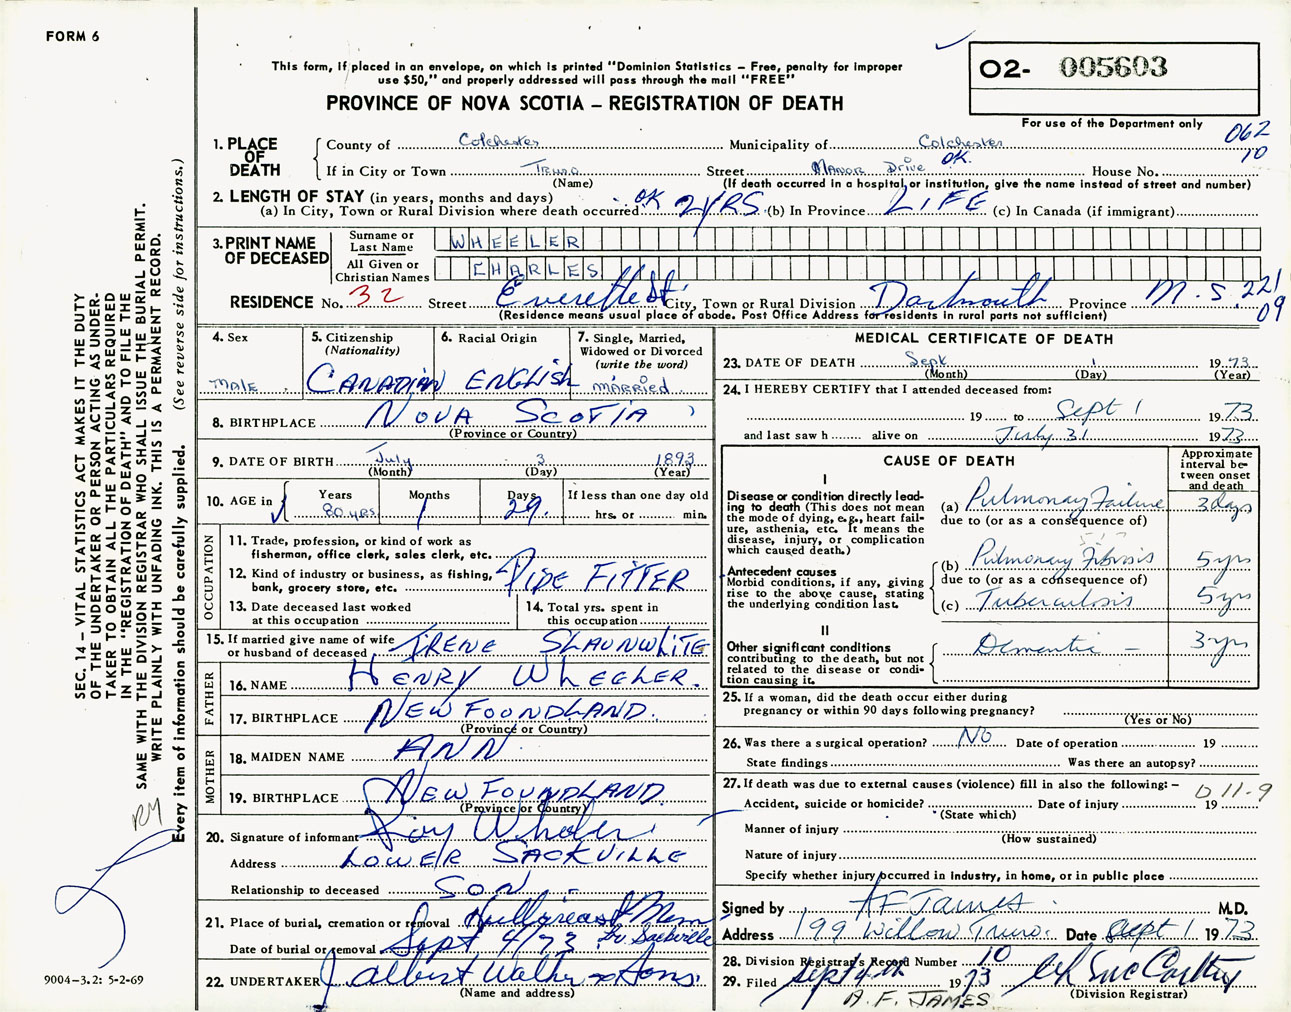 FORM 6
This form, if placed in an envelope, on which is printed "Dominion Statistics – Free, penalty for improper
use $50," and properly addressed will pass through the mail "FREE"
PROVINCE OF NOVA SCOTIA – REGISTRATION OF DEATH
O2- 005603
For use of the Department only
062
10
1. PLACE OF DEATH
County of Colchester Municipality of Colchester
OK
If in City or Town Truro Street Manor Drive House No.
(Name) (If death occurred in a hospital or institution, give the name instead of street and number)
2. LENGTH OF STAY (in years, months and days)
(a) In City, Town or Rural Division where death occurred OK 2 YRS (b) In Province LIFE (c) In Canada (if immigrant)
3. PRINT NAME OF DECEASED
Surname or Last Name WHEELER
All Given or Christian Names CHARLES
RESIDENCE No. 32 Street Everette St City, Town or Rural Division Dartmouth Province N.S. 221
09
(Residence means usual place of abode. Post Office Address for residents in rural parts not sufficient)
4. Sex
MALE
5. Citizenship
(Nationality)
CANADIAN
6. Racial Origin
ENGLISH
7. Single, Married,
Widowed or Divorced
(write the word)
MARRIED
8. BIRTHPLACE NOVA SCOTIA
(Province or Country)
9. DATE OF BIRTH July 3 1893
(Month) (Day) (Year)
10. AGE in
Years 80 yrs
Months 1
Days 29
If less than one day old
hrs. or min.
OCCUPATION
11. Trade, profession, or kind of work as
fisherman, office clerk, sales clerk, etc.
12. Kind of industry or business, as fishing,
bank, grocery store, etc. PIPE FITTER
13. Date deceased last worked
at this occupation
14. Total yrs. spent in
this occupation
15. If married give name of wife
or husband of deceased IRENE SLAUNWHITE
FATHER
16. NAME HENRY WHEELER.
17. BIRTHPLACE NEWFOUNDLAND.
(Province or Country)
MOTHER
18. MAIDEN NAME ANN
19. BIRTHPLACE NEWFOUNDLAND
(Province or Country)
20. Signature of informant Roy Wheeler
Address LOWER SACKVILLE
Relationship to deceased SON
21. Place of burial, cremation or removal Mem
Lr. Sackville
Date of burial or removal Sept 4/73
22. UNDERTAKER J Albert Walker & Sons
(Name and address)
MEDICAL CERTIFICATE OF DEATH
23. DATE OF DEATH Sept 1 1973
(Month) (Day) (Year)
24. I HEREBY CERTIFY that I attended deceased from:
19 to Sept 1 1973
and last saw h alive on July 31 1973
CAUSE OF DEATH
Approximate interval between onset and death
I
Disease or condition directly leading to death (This does not mean the mode of dying, e.g., heart failure, asthenia, etc. It means the disease, injury, or complication which caused death.)
(a) Pulmonary Failure 3 days
due to (or as a consequence of)
Antecedent causes
Morbid conditions, if any, giving rise to the above cause, stating the underlying condition last.
(b) Pulmonary Fibrosis 5 yrs
due to (or as a consequence of)
(c) Tuberculosis 5 yrs
II
Other significant conditions
contributing to the death, but not related to the disease or condition causing it.
Dementia – 3 yrs
25. If a woman, did the death occur either during
pregnancy or within 90 days following pregnancy?
(Yes or No)
26. Was there a surgical operation? NO Date of operation 19
State findings Was there an autopsy?
27. If death was due to external causes (violence) fill in also the following:–
011.9
Accident, suicide or homicide? Date of injury 19
(State which)
Manner of injury
(How sustained)
Nature of injury
Specify whether injury occurred in industry, in home, or in public place
Signed by A F James M.D.
Address 199 Willow Truro. Date Sept 1 1973
28. Division Registrar's Record Number 10
29. Filed Sept 4th 1973
A. F. JAMES
(Division Registrar)
SEC. 14 – VITAL STATISTICS ACT MAKES IT THE DUTY
OF THE UNDERTAKER OR PERSON ACTING AS UNDER-
TAKER TO OBTAIN ALL THE PARTICULARS REQUIRED
IN THE "REGISTRATION OF DEATH" AND TO FILE THE
SAME WITH THE DIVISION REGISTRAR WHO SHALL ISSUE THE BURIAL PERMIT.
WRITE PLAINLY WITH UNFADING INK. THIS IS A PERMANENT RECORD.
Every item of information should be carefully supplied. (See reverse side for instructions.)
9004–3.2: 5-2-69